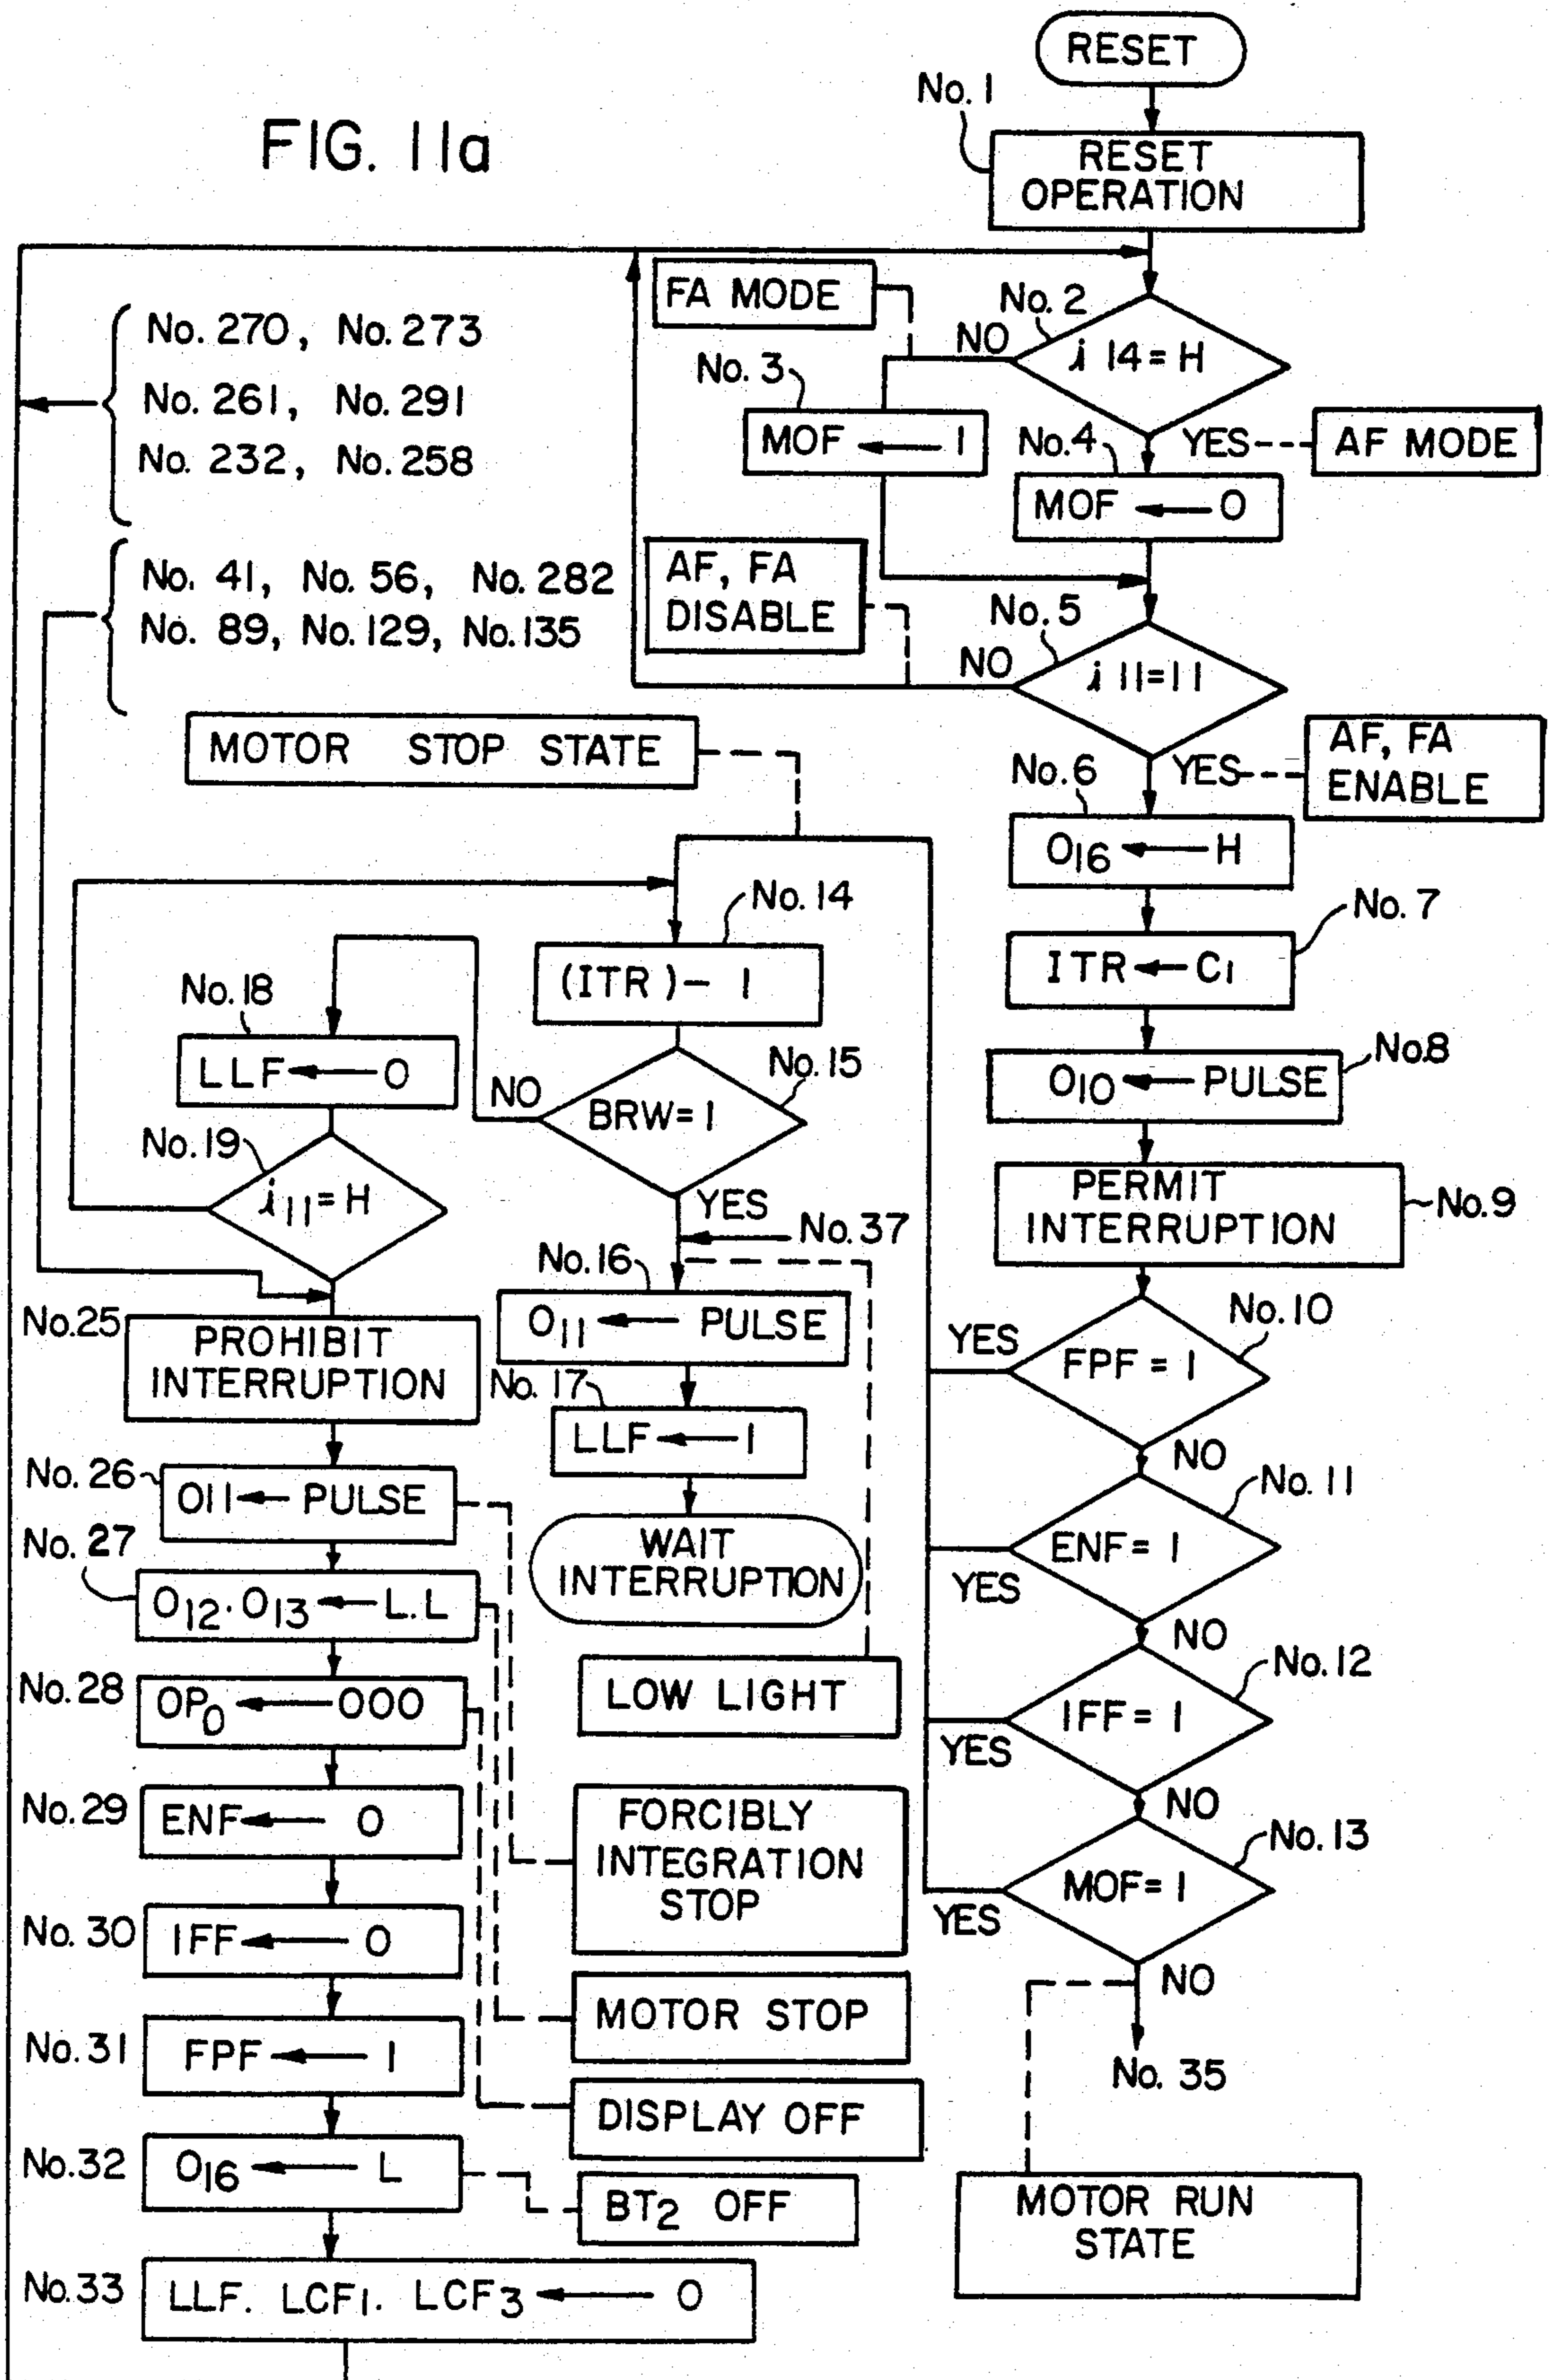 FIG. 11a
RESET
No. 1
RESET
OPERATION
FA MODE
No. 2
NO
i 14 = H
No. 270, No. 273
No. 261, No. 291
No. 232, No. 258
No. 3
MOF ← 1
YES
AF MODE
No. 4
MOF ← 0
No. 41, No. 56, No. 282
No. 89, No. 129, No. 135
AF, FA
DISABLE
No. 5
NO
i 11 = 11
YES
AF, FA
ENABLE
MOTOR STOP STATE
No. 6
O16 ← H
No. 7
ITR ← C1
No.8
O10 ← PULSE
PERMIT
INTERRUPTION
No.9
No. 14
(ITR) - 1
No. 15
BRW = 1
NO
YES
No. 18
LLF ← 0
No. 19
i11 = H
No. 37
No. 16
O11 ← PULSE
No. 17
LLF ← 1
WAIT
INTERRUPTION
LOW LIGHT
No. 10
YES
FPF = 1
NO
No. 11
ENF = 1
YES
NO
No. 12
IFF = 1
YES
NO
No. 13
MOF = 1
YES
NO
No. 35
MOTOR RUN
STATE
No.25
PROHIBIT
INTERRUPTION
No. 26
O11 ← PULSE
No. 27
O12 · O13 ← L.L
No. 28
OP0 ← 000
No. 29
ENF ← 0
No. 30
IFF ← 0
No. 31
FPF ← 1
No.32
O16 ← L
No.33
LLF. LCF1. LCF3 ← 0
FORCIBLY
INTEGRATION
STOP
MOTOR STOP
DISPLAY OFF
BT2 OFF